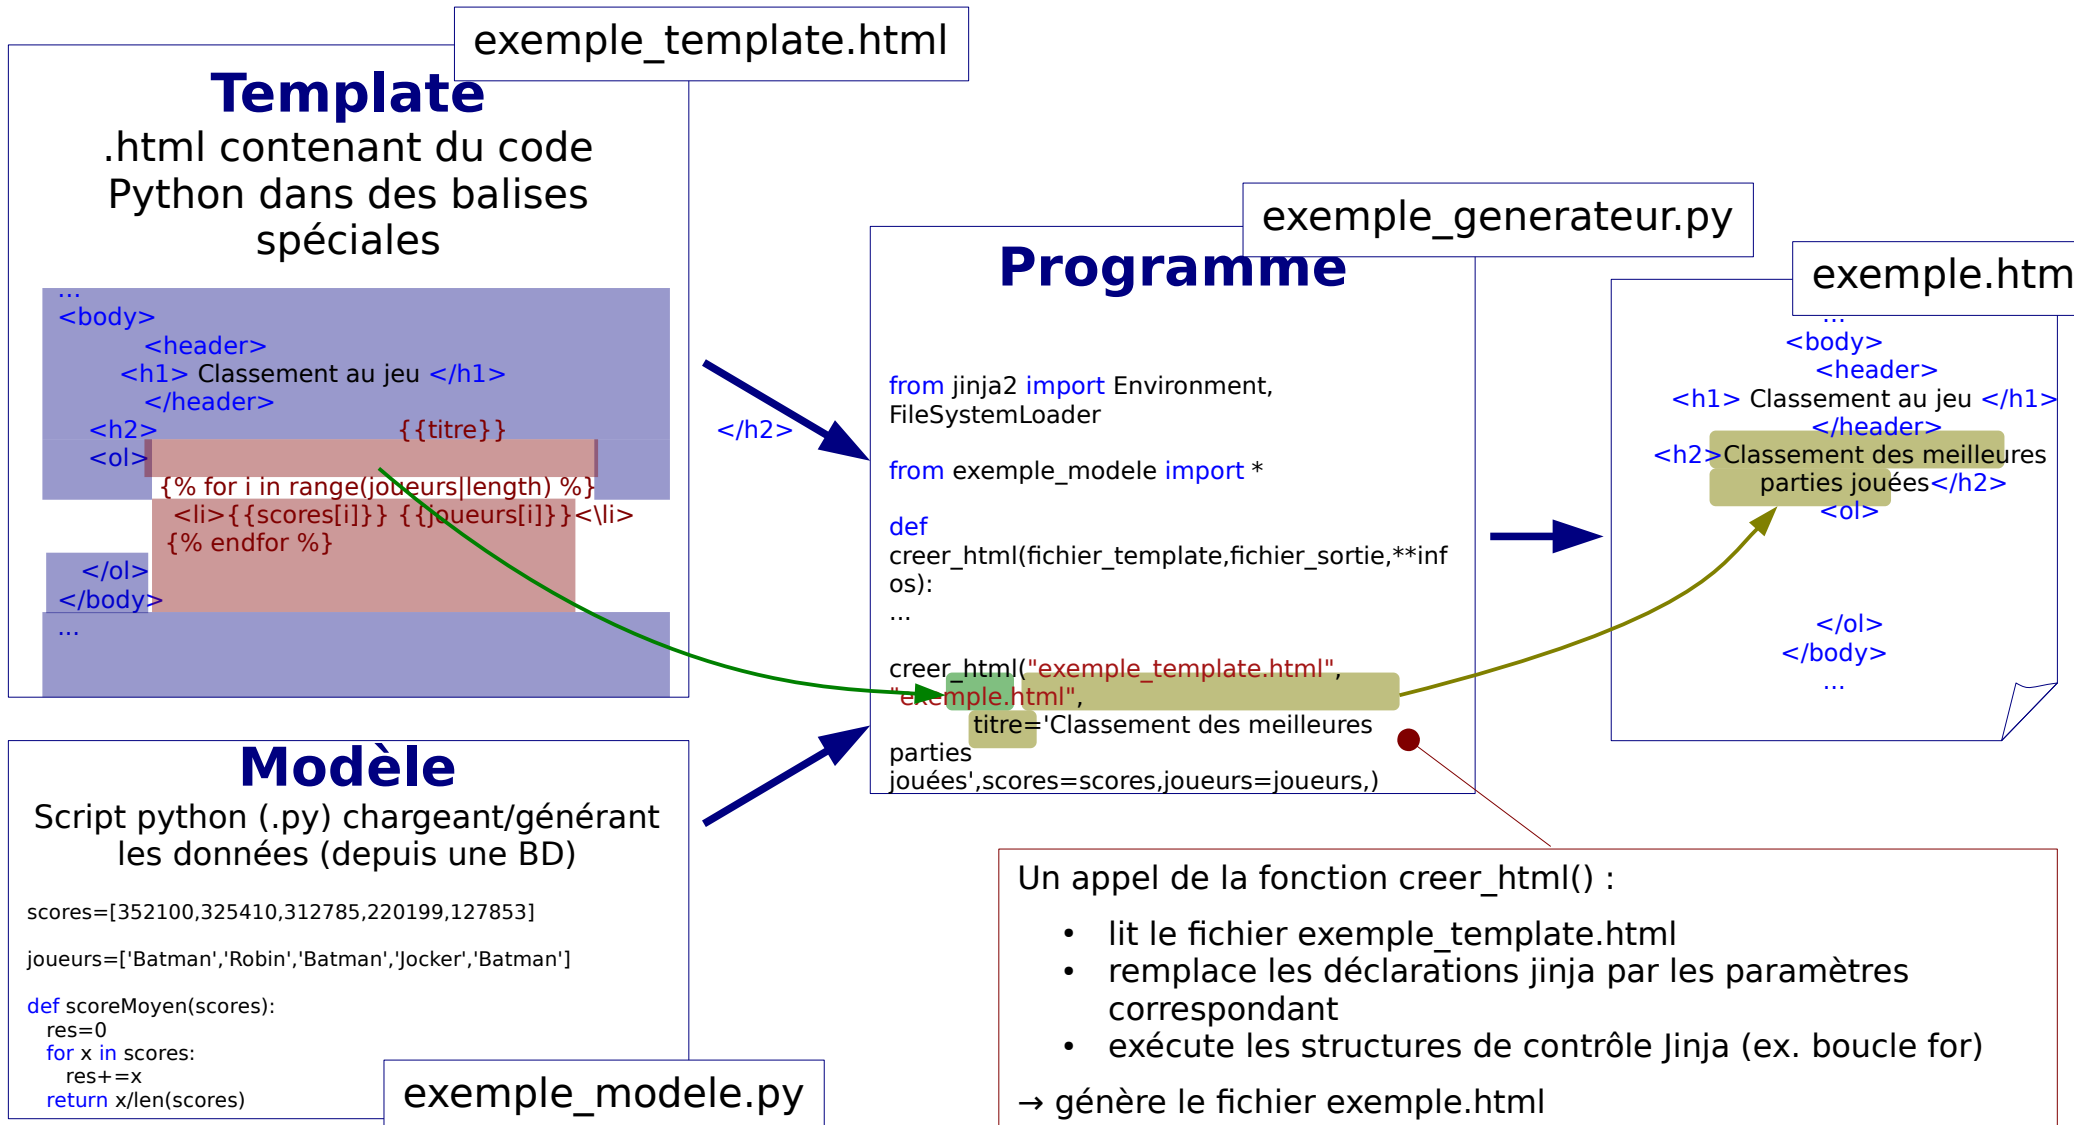 exemple_template.html
Template
.html contenant du code
Python dans des balises
spéciales
...
<body>
<header>
<h1> Classement au jeu </h1>
</header>
<h2> {{titre}} </h2>
<ol>
{% for i in range(joueurs|length) %}
<li>{{scores[i]}} {{joueurs[i]}}<\li>
{% endfor %}
</ol>
</body>
...
Modèle
Script python (.py) chargeant/générant
les données (depuis une BD)
scores=[352100,325410,312785,220199,127853]
joueurs=['Batman','Robin','Batman','Jocker','Batman']
def scoreMoyen(scores):
res=0
for x in scores:
res+=x
return x/len(scores)
exemple_modele.py
exemple_generateur.py
Programme
from jinja2 import Environment,
FileSystemLoader
from exemple_modele import *
def
creer_html(fichier_template,fichier_sortie,**inf
os):
...
creer_html("exemple_template.html",
"exemple.html",
titre='Classement des meilleures
parties
jouées',scores=scores,joueurs=joueurs,)
exemple.htm
...
<body>
<header>
<h1> Classement au jeu </h1>
</header>
<h2>Classement des meilleures
parties jouées</h2>
<ol>
</ol>
</body>
...
Un appel de la fonction creer_html() :
• lit le fichier exemple_template.html
• remplace les déclarations jinja par les paramètres
correspondant
• exécute les structures de contrôle Jinja (ex. boucle for)
→ génère le fichier exemple.html